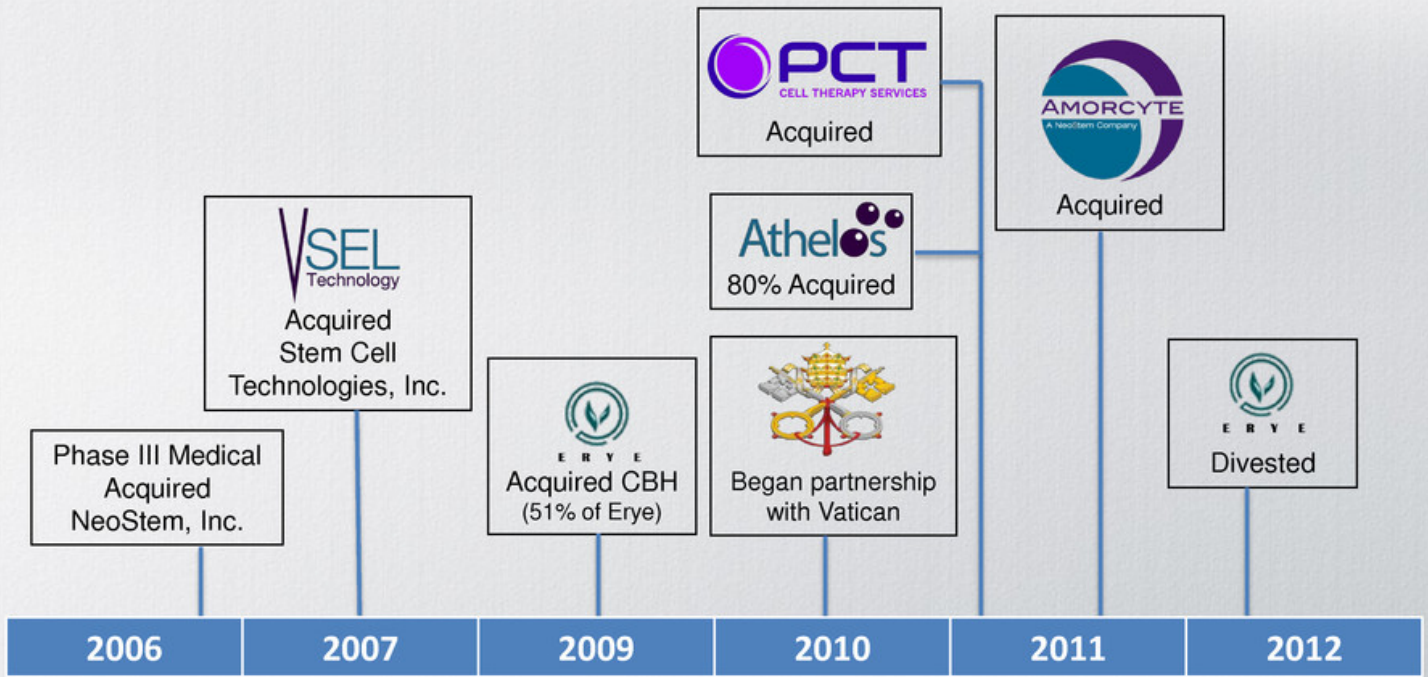 PCT
CELL THERAPY SERVICES
Acquired
AMORCYTE
A NeoStem Company
Acquired
VSEL
Technology
Acquired
Stem Cell
Technologies, Inc.
Athelos
80% Acquired
Phase III Medical
Acquired
NeoStem, Inc.
ERYE
Acquired CBH
(51% of Erye)
Began partnership
with Vatican
ERYE
Divested
2006 2007 2009 2010 2011 2012